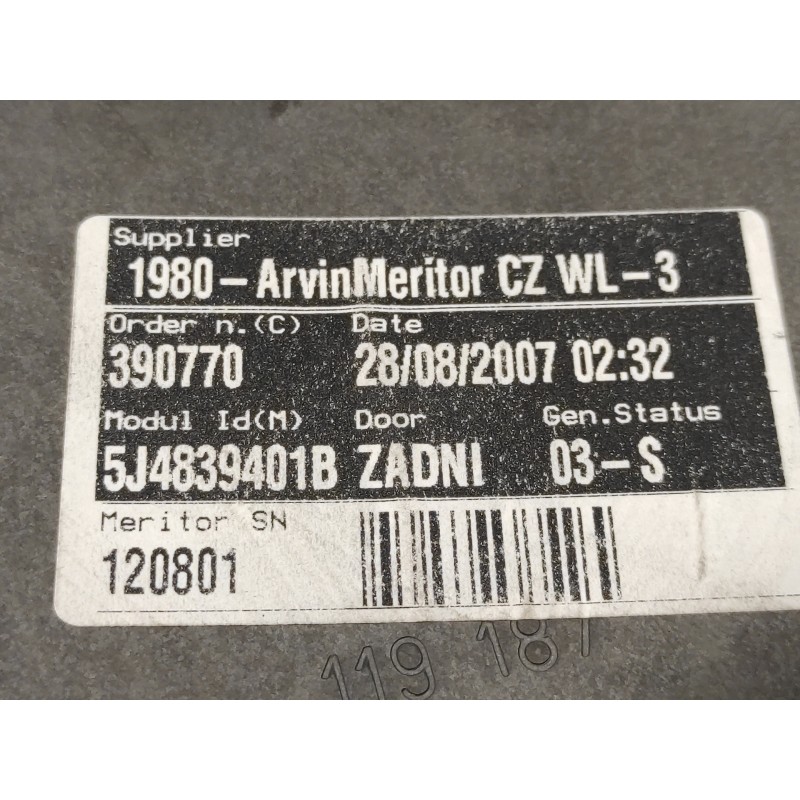 Supplier
1980-ArvinMeritor CZ WL-3
Order n.(C) Date
390770 28/08/2007 02:32
Modul Id(M) Door Gen.Status
5J4839401B ZADNI 03-S
Meritor SN
120801
119 187